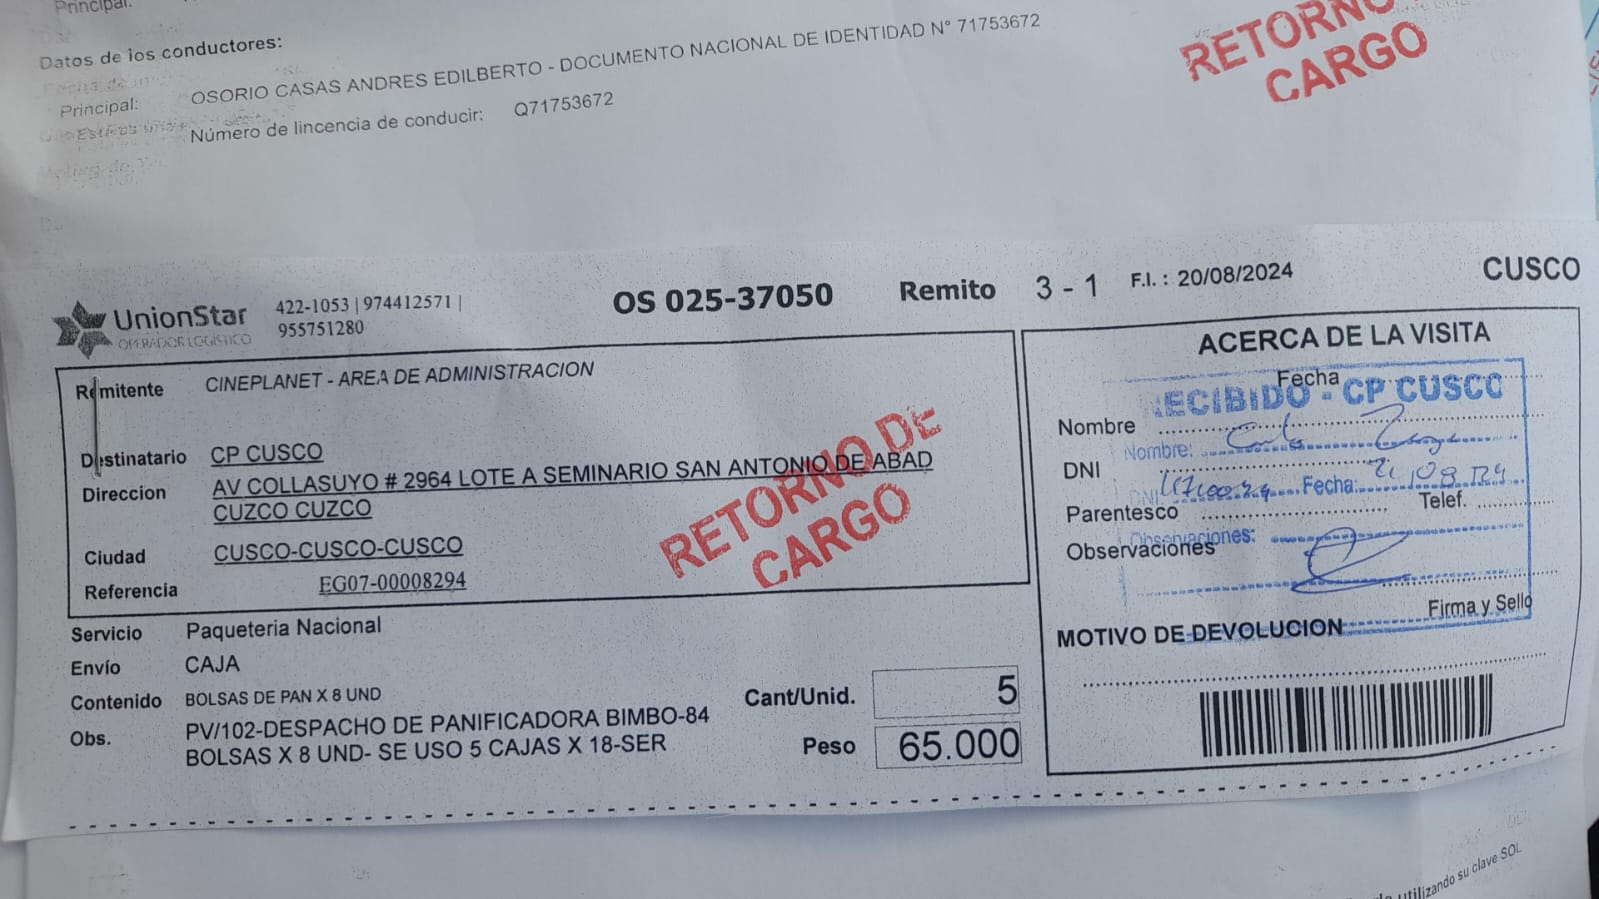 Principal:
Datos de los conductores:
Principal: OSORIO CASAS ANDRES EDILBERTO - DOCUMENTO NACIONAL DE IDENTIDAD N° 71753672
Número de lincencia de conducir: Q71753672
RETORNO
CARGO
UnionStar
OPERADOR LOGISTICO
422-1053 | 974412571 |
955751280
OS 025-37050 Remito 3 - 1 F.I. : 20/08/2024 CUSCO
Remitente CINEPLANET - AREA DE ADMINISTRACION
Destinatario CP CUSCO
Direccion AV COLLASUYO # 2964 LOTE A SEMINARIO SAN ANTONIO DE ABAD
CUZCO CUZCO
Ciudad CUSCO-CUSCO-CUSCO
Referencia EG07-00008294
RETORNO DE
CARGO
Servicio Paqueteria Nacional
Envío CAJA
Contenido BOLSAS DE PAN X 8 UND
Obs. PV/102-DESPACHO DE PANIFICADORA BIMBO-84
BOLSAS X 8 UND- SE USO 5 CAJAS X 18-SER
Cant/Unid. 5
Peso 65.000
ACERCA DE LA VISITA
Fecha
RECIBIDO - CP CUSCO
Nombre
Nombre:
DNI
DNI Fecha: 21/08/24
Parentesco Telef.
Observaciones:
Observaciones
Firma y Sello
MOTIVO DE DEVOLUCION
utilizando su clave SOL